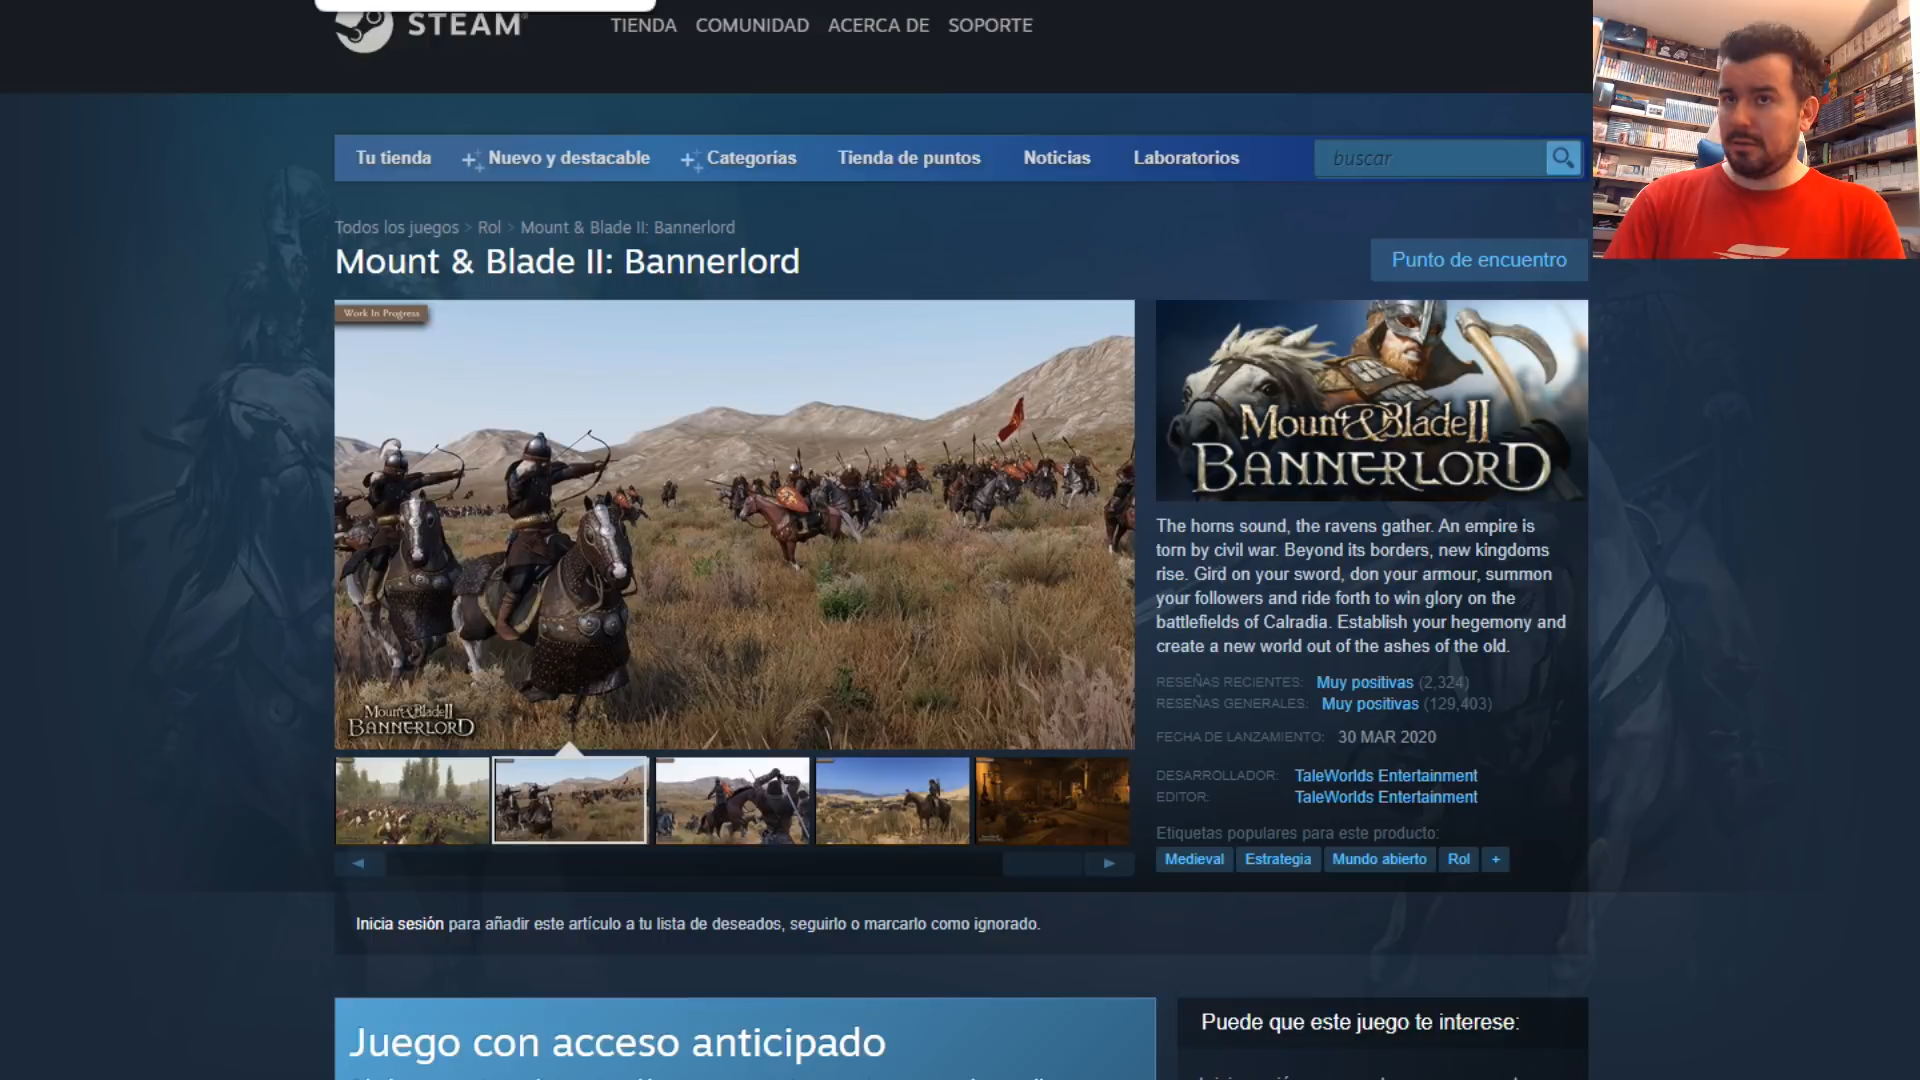 STEAM
TIENDA COMUNIDAD ACERCA DE SOPORTE
Tu tienda Nuevo y destacable Categorías Tienda de puntos Noticias Laboratorios buscar
Todos los juegos > Rol > Mount & Blade II: Bannerlord
Mount & Blade II: Bannerlord
Punto de encuentro
Work In Progress
Mount & Blade II
BANNERLORD
Mount & Blade II
BANNERLORD
The horns sound, the ravens gather. An empire is
torn by civil war. Beyond its borders, new kingdoms
rise. Gird on your sword, don your armour, summon
your followers and ride forth to win glory on the
battlefields of Calradia. Establish your hegemony and
create a new world out of the ashes of the old.
RESEÑAS RECIENTES: Muy positivas (2,324)
RESEÑAS GENERALES: Muy positivas (129,403)
FECHA DE LANZAMIENTO: 30 MAR 2020
DESARROLLADOR: TaleWorlds Entertainment
EDITOR: TaleWorlds Entertainment
Etiquetas populares para este producto:
Medieval Estrategia Mundo abierto Rol +
Inicia sesión para añadir este artículo a tu lista de deseados, seguirlo o marcarlo como ignorado.
Juego con acceso anticipado
Puede que este juego te interese: